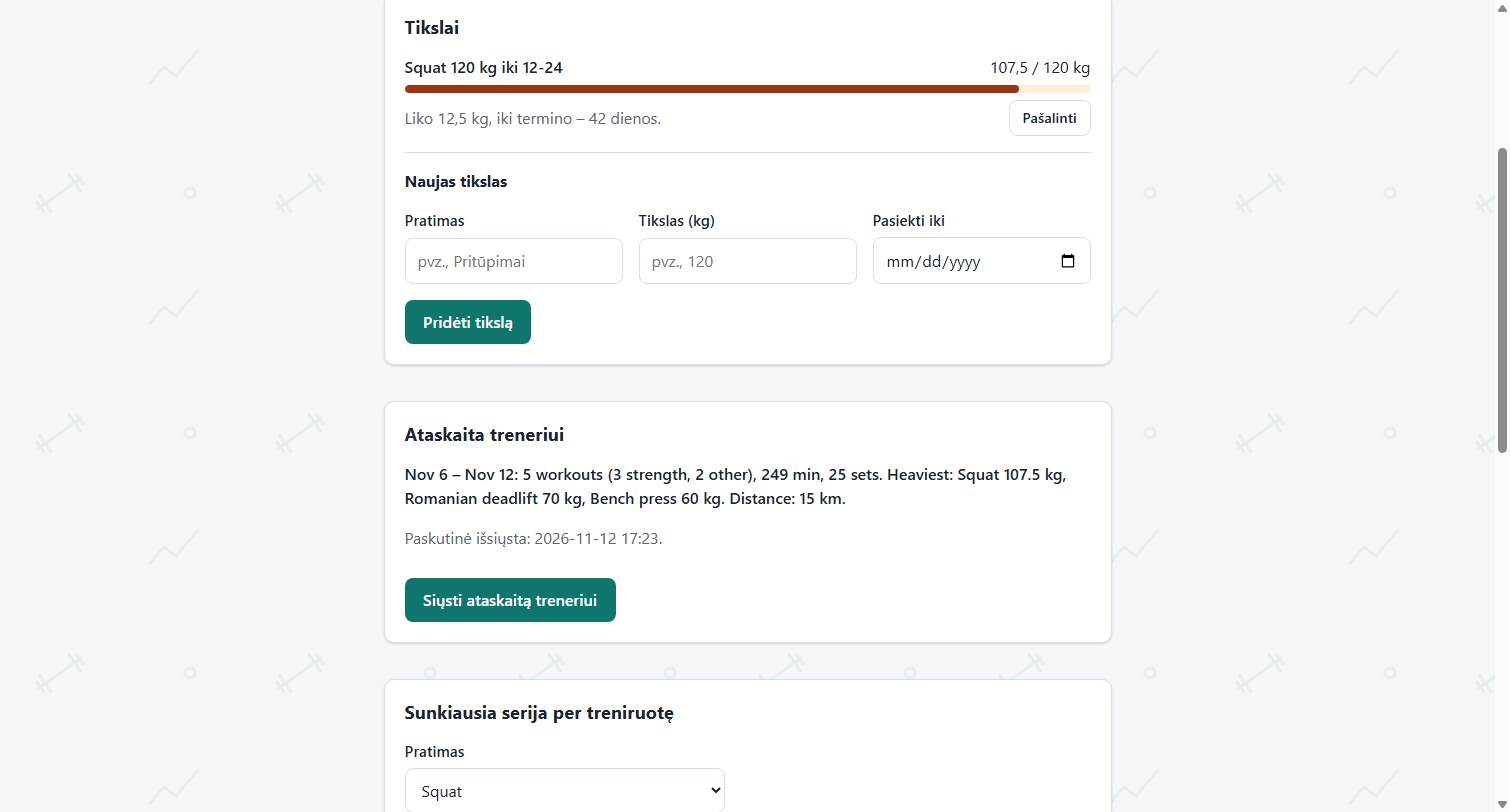 Tikslai
Squat 120 kg iki 12-24
107,5 / 120 kg
Liko 12,5 kg, iki termino – 42 dienos.
Pašalinti
Naujas tikslas
Pratimas
Tikslas (kg)
Pasiekti iki
pvz., Pritūpimai
pvz., 120
mm/dd/yyyy
Pridėti tikslą
Ataskaita treneriui
Nov 6 – Nov 12: 5 workouts (3 strength, 2 other), 249 min, 25 sets. Heaviest: Squat 107.5 kg,
Romanian deadlift 70 kg, Bench press 60 kg. Distance: 15 km.
Paskutinė išsiųsta: 2026-11-12 17:23.
Siųsti ataskaitą treneriui
Sunkiausia serija per treniruotę
Pratimas
Squat